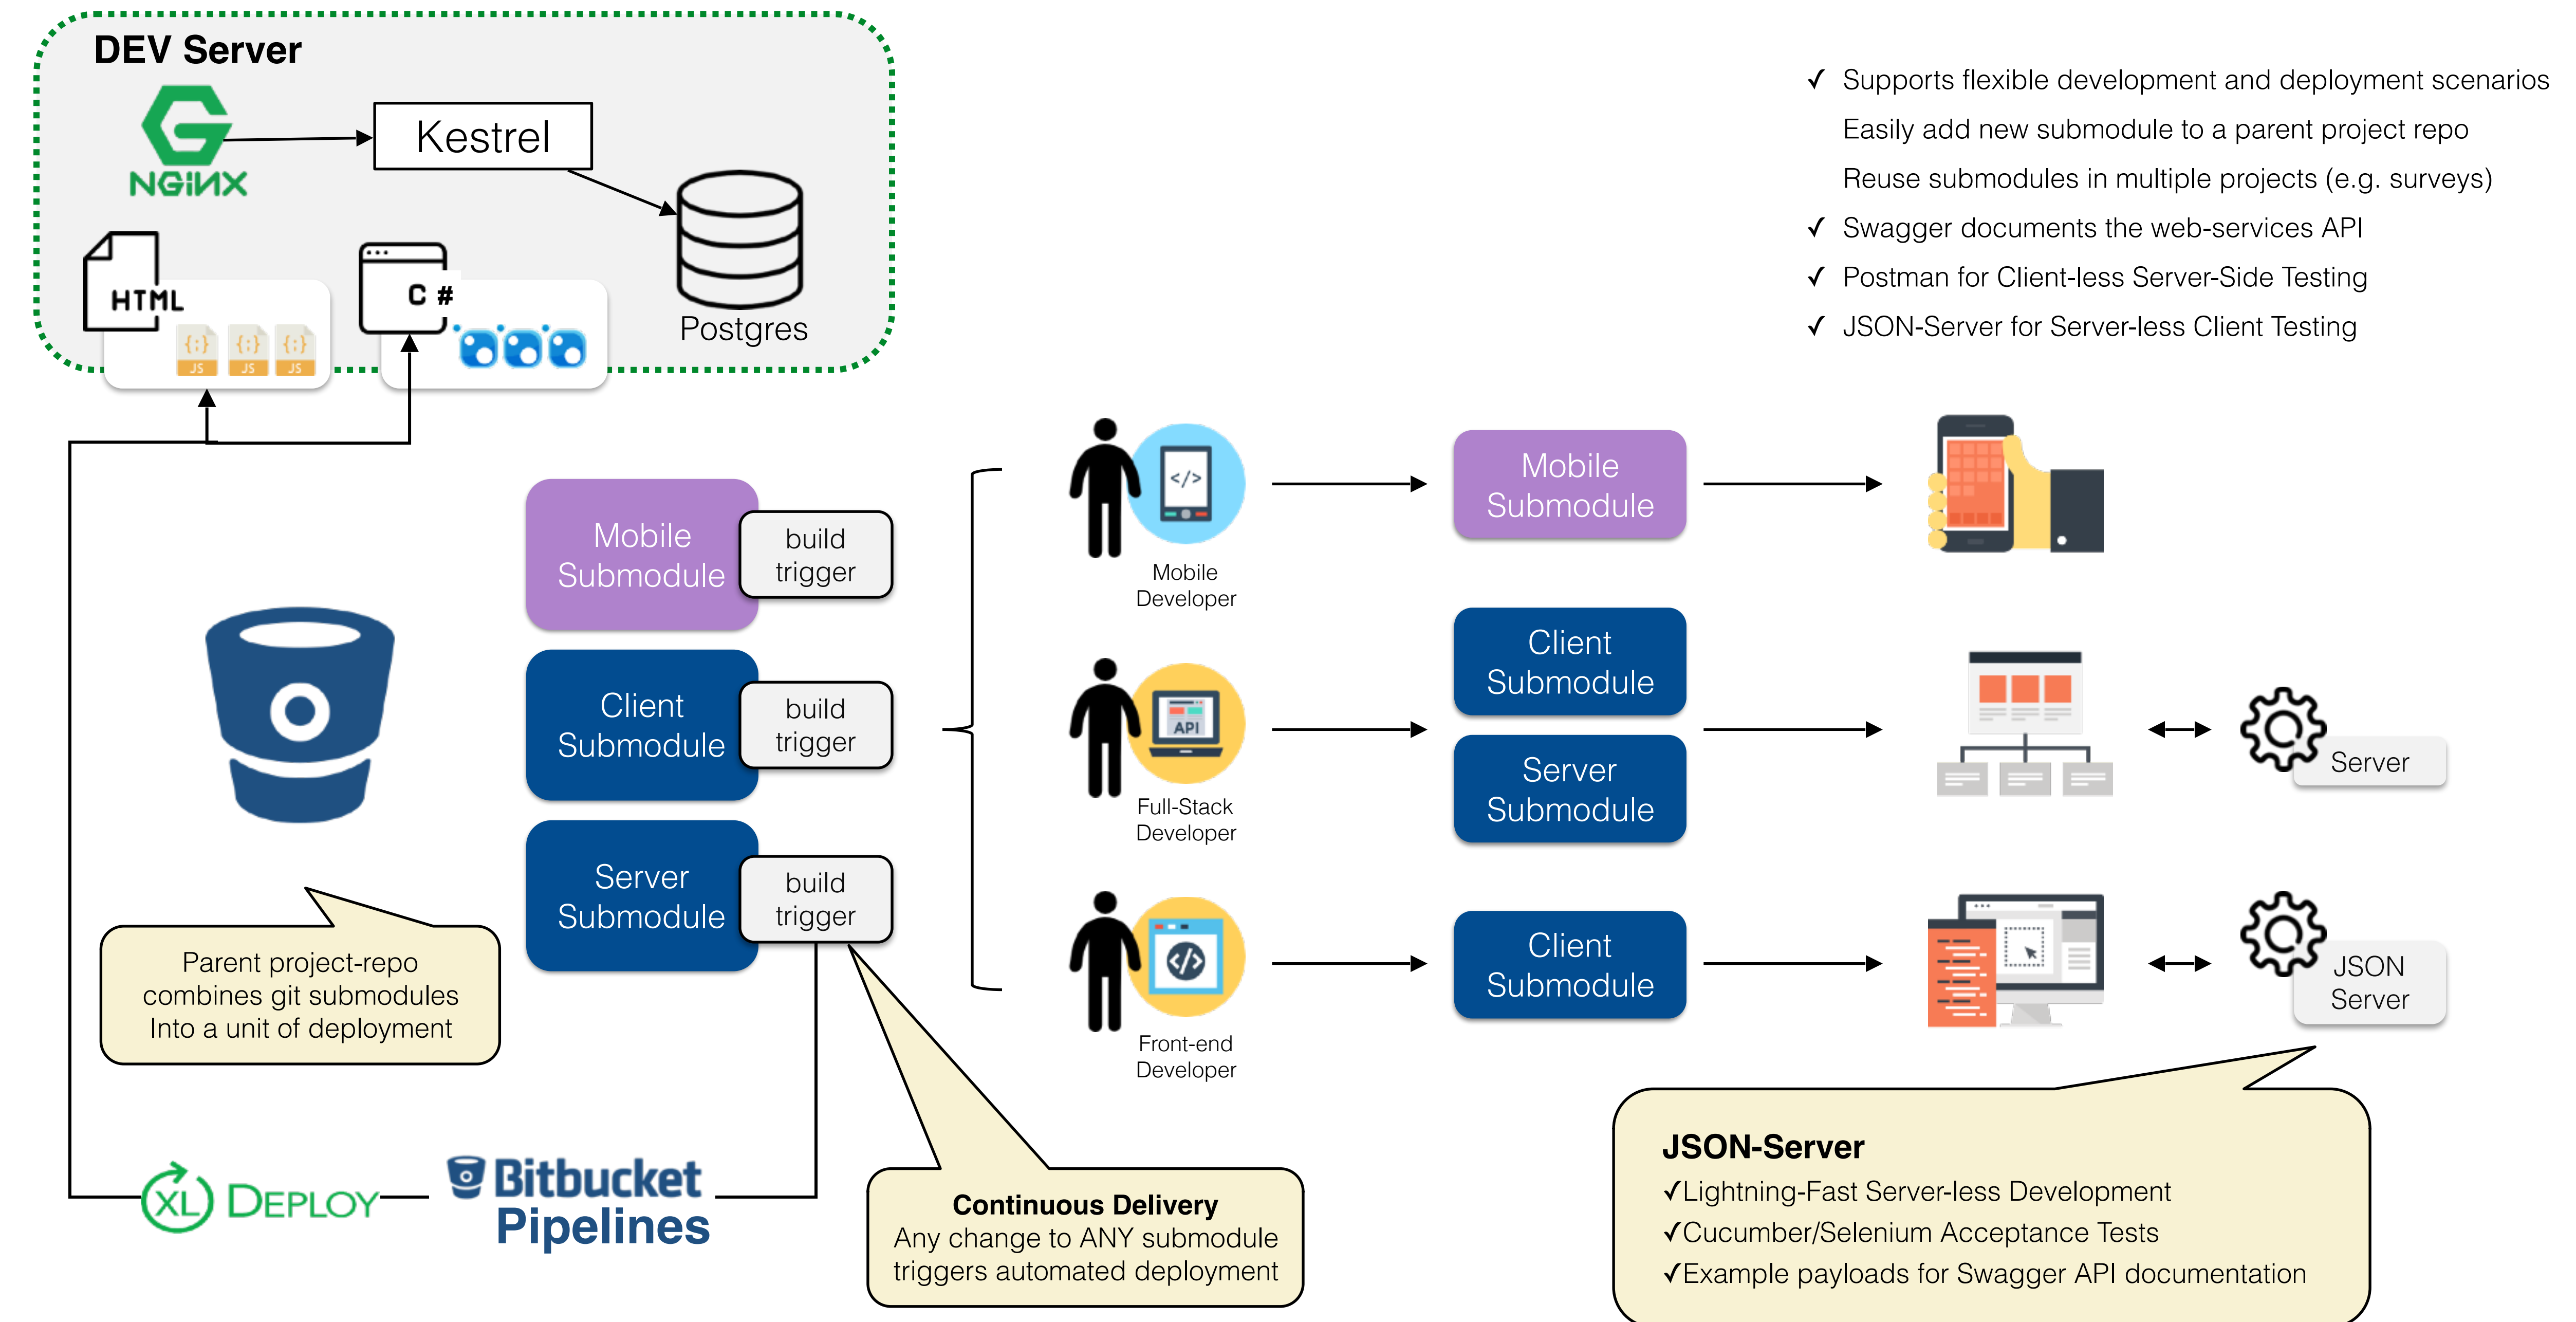 DEV Server
NGiNX
Kestrel
HTML
JS
JS
JS
C #
Postgres
✓ Supports flexible development and deployment scenarios
Easily add new submodule to a parent project repo
Reuse submodules in multiple projects (e.g. surveys)
✓ Swagger documents the web-services API
✓ Postman for Client-less Server-Side Testing
✓ JSON-Server for Server-less Client Testing
Mobile
Submodule
build
trigger
Client
Submodule
build
trigger
Server
Submodule
build
trigger
Parent project-repo
combines git submodules
Into a unit of deployment
XL DEPLOY
Bitbucket
Pipelines
Continuous Delivery
Any change to ANY submodule
triggers automated deployment
</>
Mobile
Developer
Mobile
Submodule
API
Full-Stack
Developer
Client
Submodule
Server
Submodule
Server
</>
Front-end
Developer
Client
Submodule
JSON
Server
JSON-Server
✓Lightning-Fast Server-less Development
✓Cucumber/Selenium Acceptance Tests
✓Example payloads for Swagger API documentation